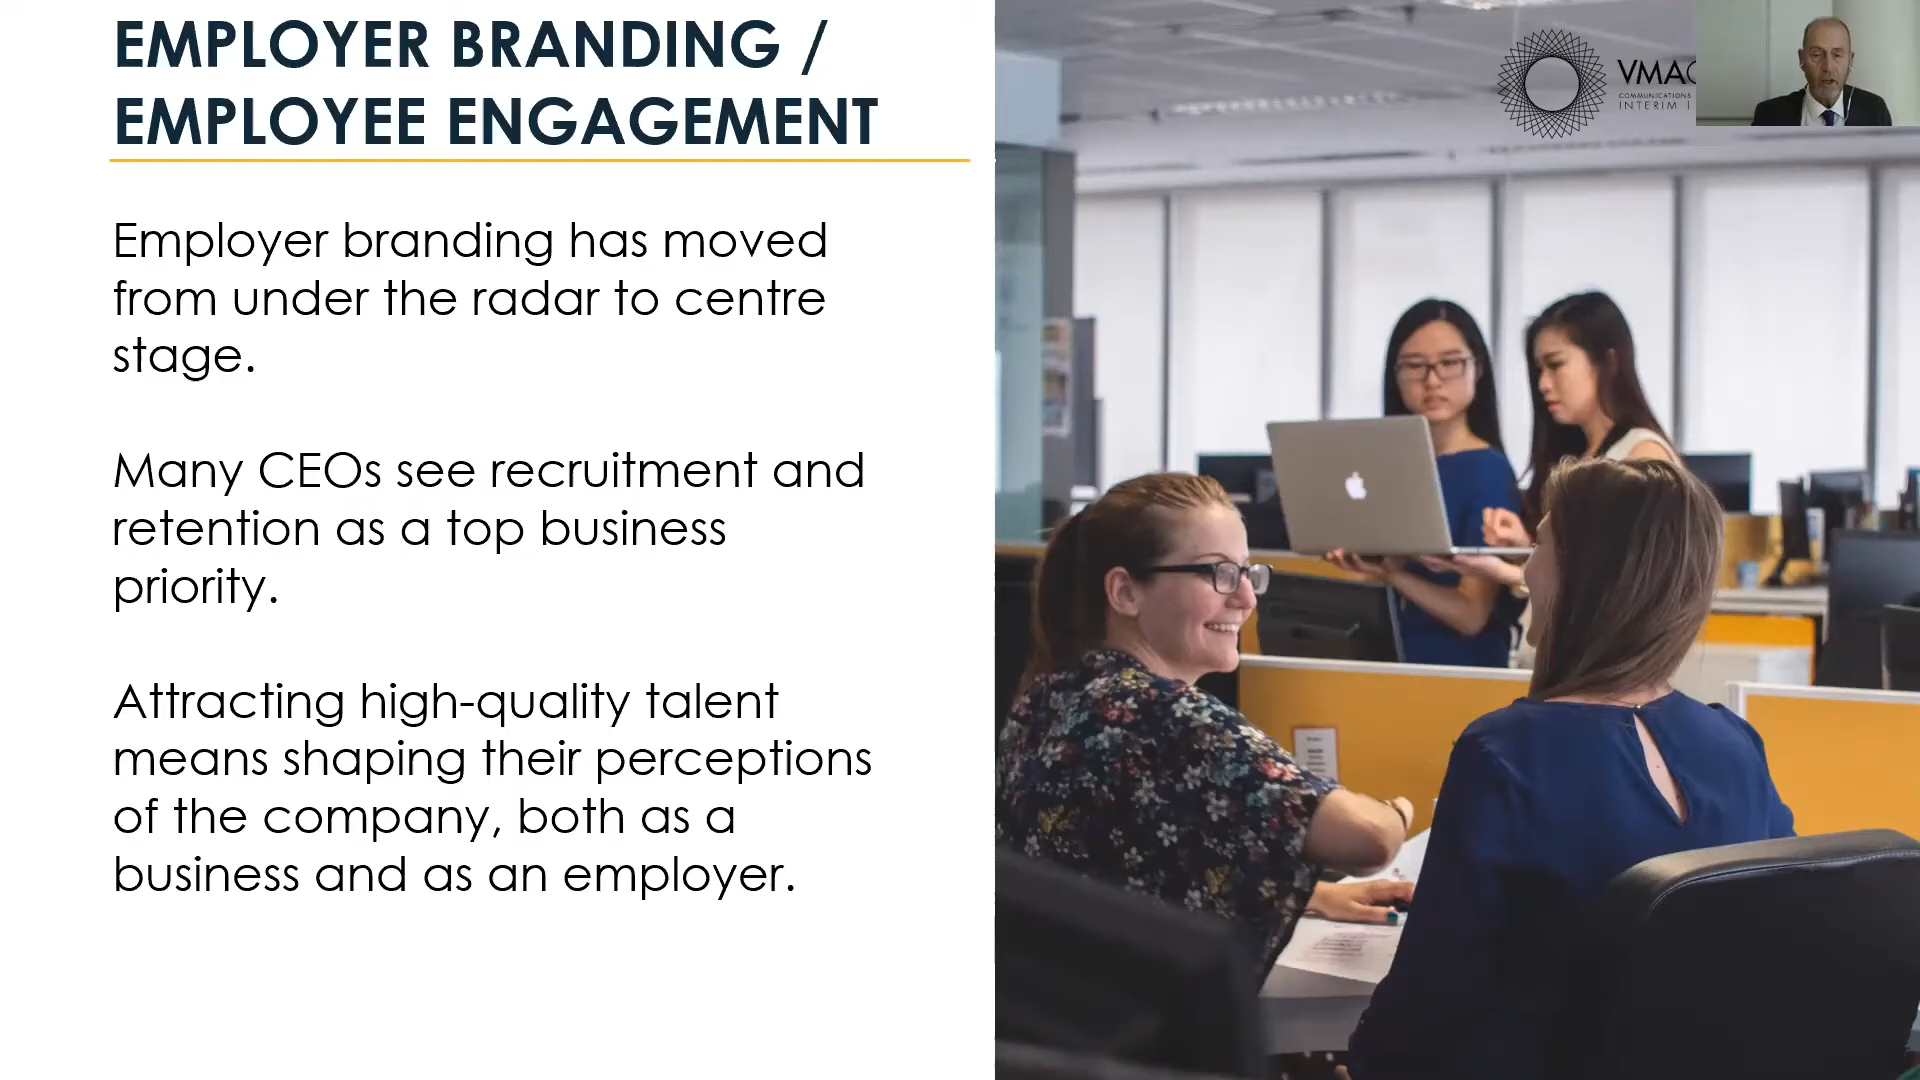 EMPLOYER BRANDING /
EMPLOYEE ENGAGEMENT
Employer branding has moved
from under the radar to centre
stage.
Many CEOs see recruitment and
retention as a top business
priority.
Attracting high-quality talent
means shaping their perceptions
of the company, both as a
business and as an employer.
VMA
COMMUNICATIONS
INTERIM